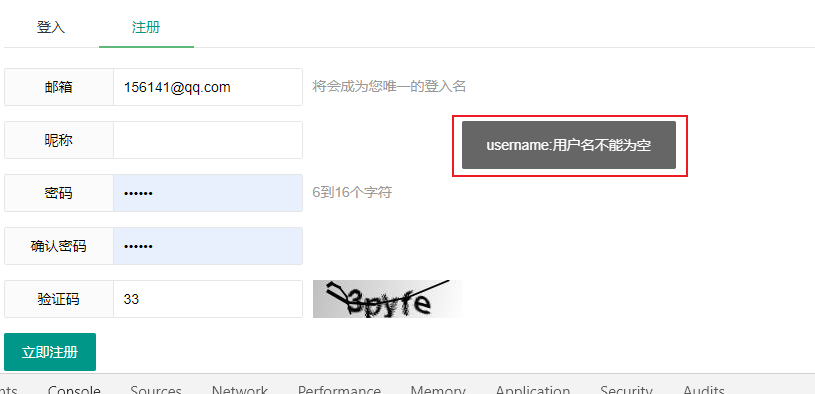 登入 注册
邮箱 156141@qq.com 将会成为您唯一的登入名
昵称
username:用户名不能为空
密码 •••••• 6到16个字符
确认密码 ••••••
验证码 33 3pyfe
立即注册
nts Console Sources Network Performance Memory Application Security Audits